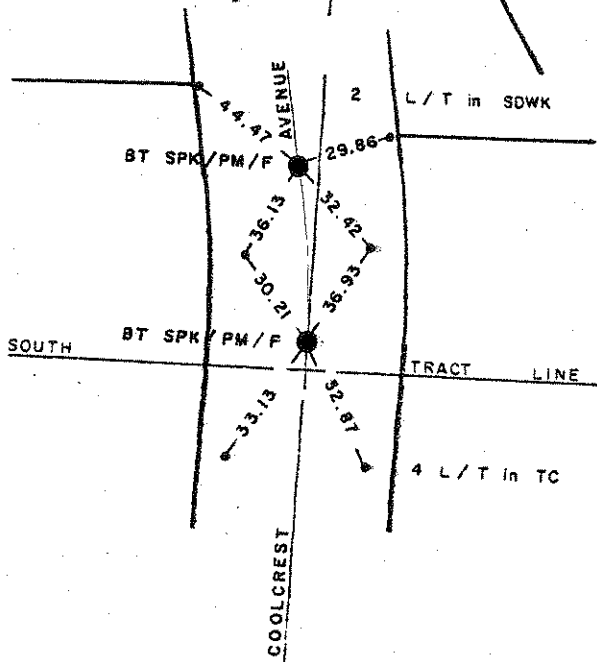 AVENUE
2 L/T in SDWK
44.47
29.86
BT SPK/PM/F
36.13
32.42
30.21
36.93
BT SPK/PM/F
SOUTH TRACT LINE
33.13
32.87
4 L/T in TC
COOLCREST